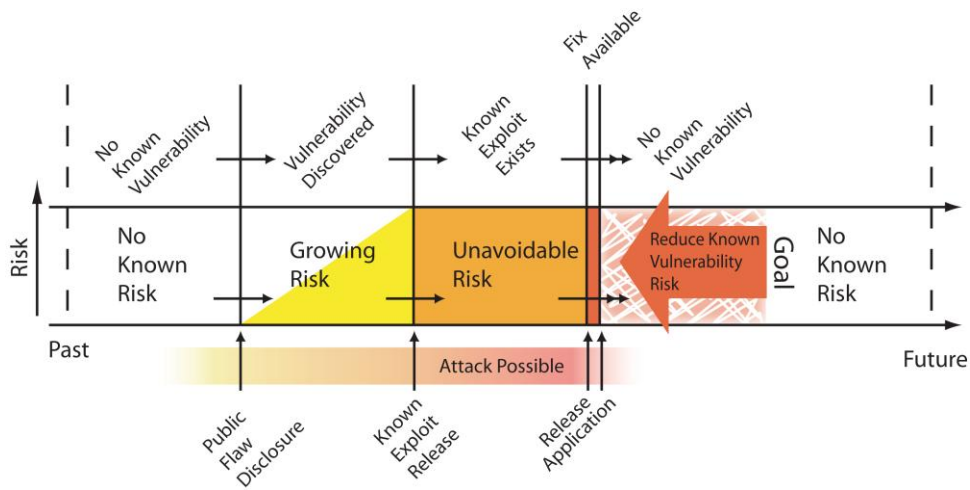 Fix
Available
No
Known
Vulnerability
Vulnerability
Discovered
Known
Exploit
Exists
No
Known
Vulnerability
Risk
No
Known
Risk
Growing
Risk
Unavoidable
Risk
Reduce Known
Vulnerability
Risk
Goal
No
Known
Risk
Past
Attack Possible
Future
Public
Flaw
Disclosure
Known
Exploit
Release
Release
Application